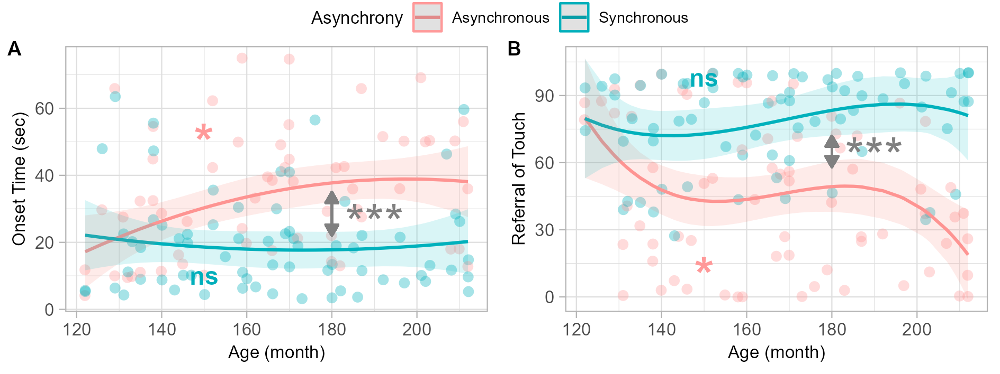 Asynchrony Asynchronous Synchronous
A
Onset Time (sec)
60
40
20
0
*
***
ns
120 140 160 180 200
Age (month)
B
Referral of Touch
90
60
30
0
ns
***
*
120 140 160 180 200
Age (month)